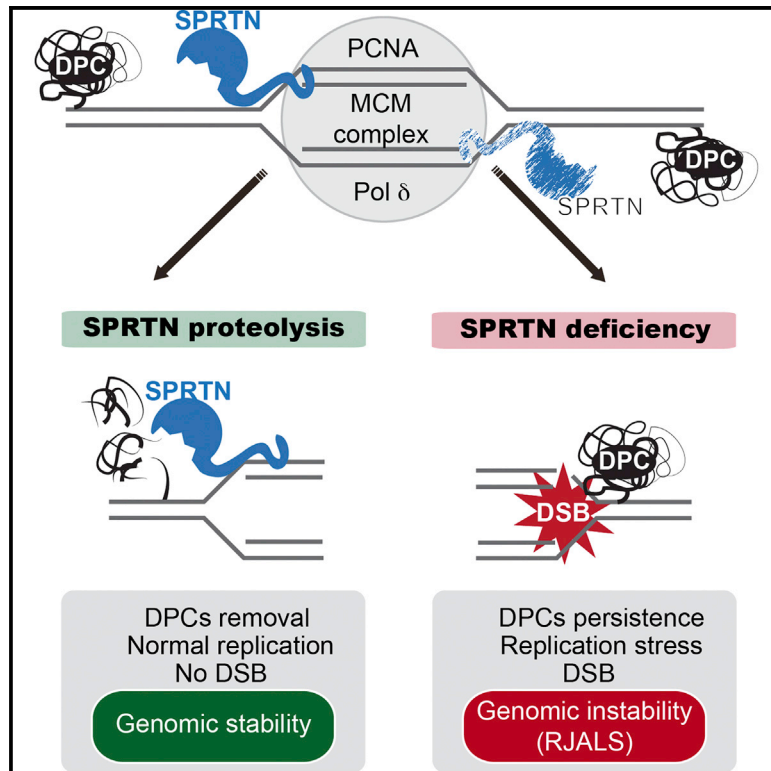 SPRTN
DPC
PCNA
MCM
complex
Pol δ
DPC
SPRTN
SPRTN proteolysis
SPRTN deficiency
SPRTN
DPC
DSB
DPCs removal
Normal replication
No DSB
Genomic stability
DPCs persistence
Replication stress
DSB
Genomic instability
(RJALS)